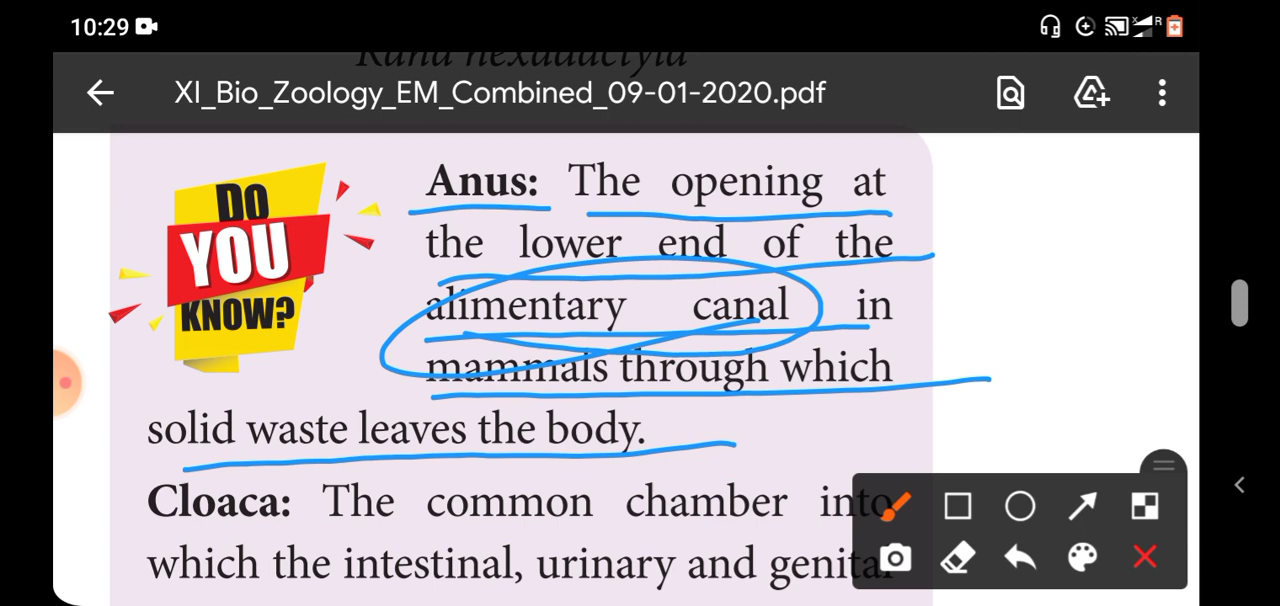 10:29
R
Rana hexadactyla
XI_Bio_Zoology_EM_Combined_09-01-2020.pdf
DO
YOU
KNOW?
Anus: The opening at
the lower end of the
alimentary canal in
mammals through which
solid waste leaves the body.
Cloaca: The common chamber into
which the intestinal, urinary and genital